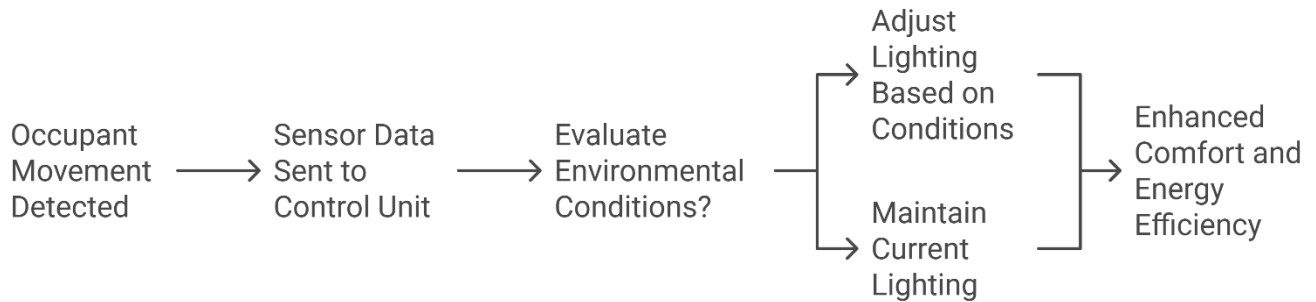 Occupant
Movement
Detected
Sensor Data
Sent to
Control Unit
Evaluate
Environmental
Conditions?
Adjust
Lighting
Based on
Conditions
Maintain
Current
Lighting
Enhanced
Comfort and
Energy
Efficiency